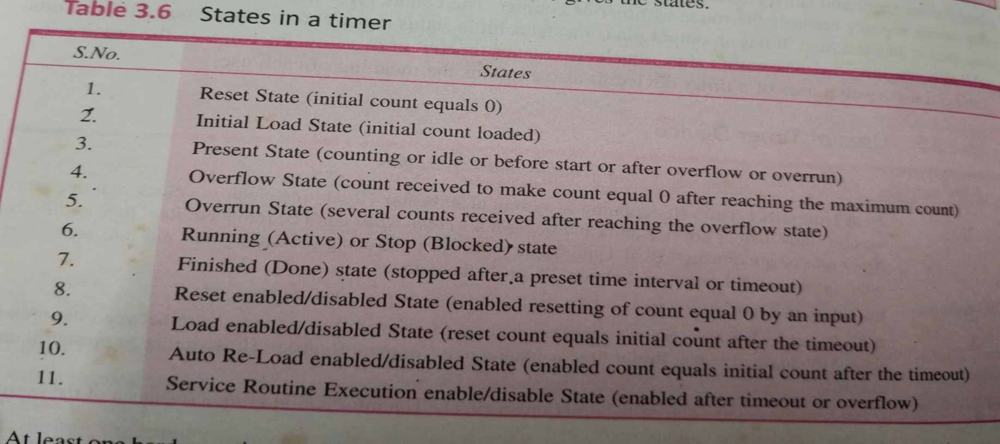 the states.
Table 3.6 States in a timer
S.No. States
1. Reset State (initial count equals 0)
2. Initial Load State (initial count loaded)
3. Present State (counting or idle or before start or after overflow or overrun)
4. Overflow State (count received to make count equal 0 after reaching the maximum count)
5. Overrun State (several counts received after reaching the overflow state)
6. Running (Active) or Stop (Blocked) state
7. Finished (Done) state (stopped after a preset time interval or timeout)
8. Reset enabled/disabled State (enabled resetting of count equal 0 by an input)
9. Load enabled/disabled State (reset count equals initial count after the timeout)
10. Auto Re-Load enabled/disabled State (enabled count equals initial count after the timeout)
11. Service Routine Execution enable/disable State (enabled after timeout or overflow)
At least one